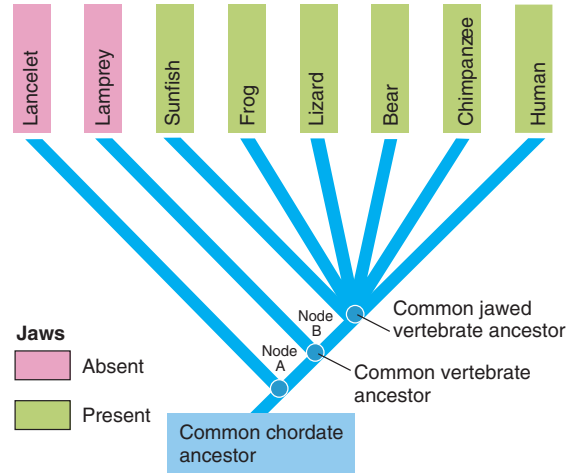 Lancelet
Lamprey
Sunfish
Frog
Lizard
Bear
Chimpanzee
Human
Node
B
Common jawed
vertebrate ancestor
Node
A
Common vertebrate
ancestor
Jaws
Absent
Present
Common chordate
ancestor